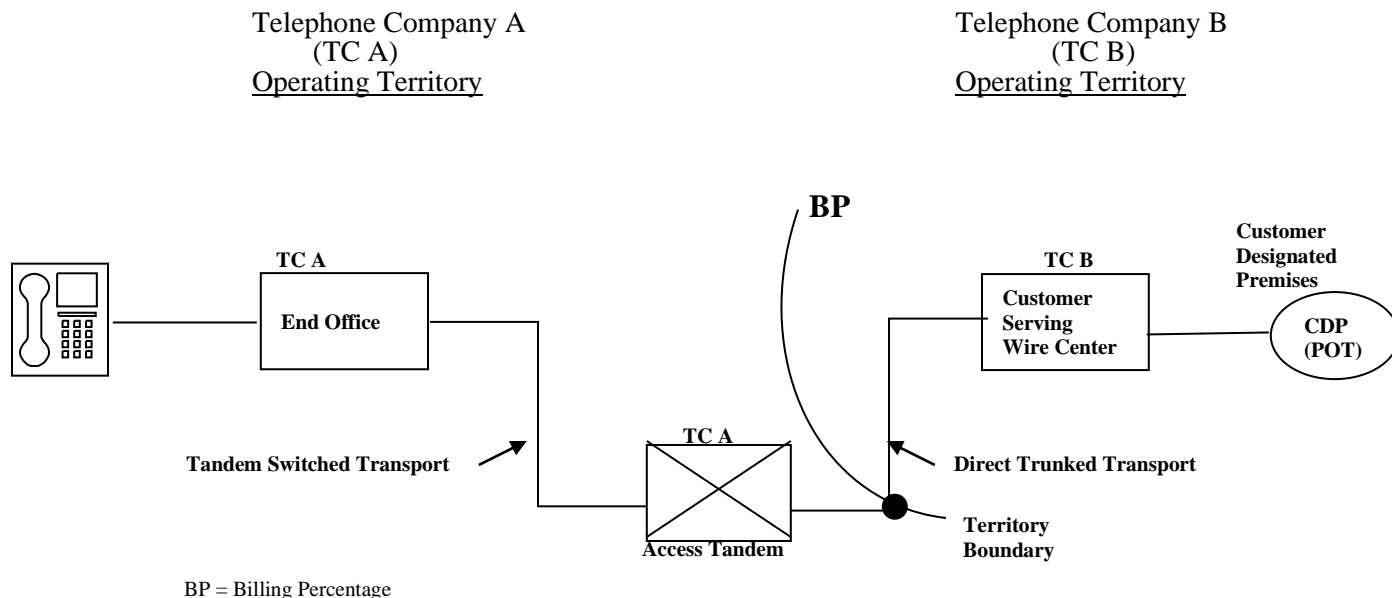 Telephone Company A
(TC A)
Operating Territory
Telephone Company B
(TC B)
Operating Territory
BP
TC A
End Office
TC B
Customer
Serving
Wire Center
Customer
Designated
Premises
CDP
(POT)
Tandem Switched Transport
TC A
Access Tandem
Direct Trunked Transport
Territory
Boundary
BP = Billing Percentage